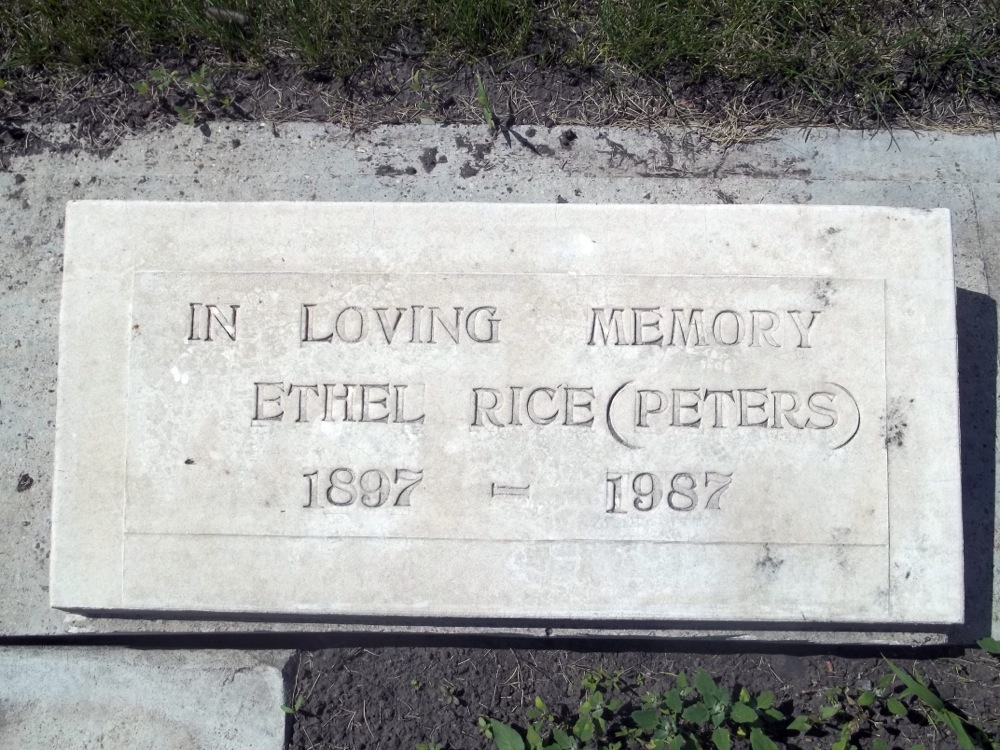 IN LOVING MEMORY
ETHEL RICE (PETERS)
1897 - 1987